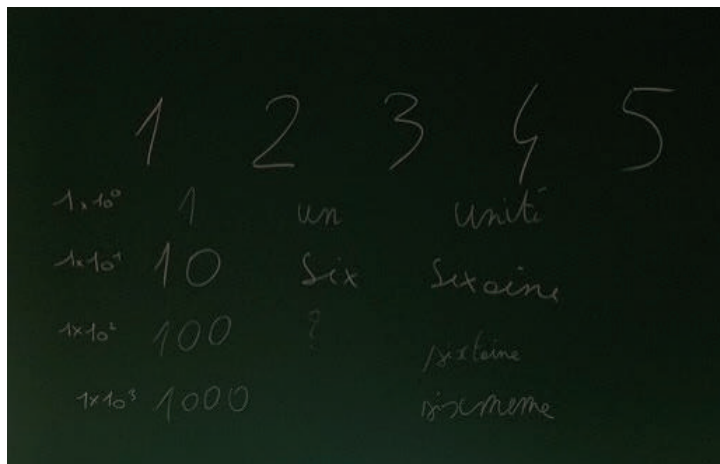 1 2 3 4 5
1×10⁰ 1 un unité
1×10¹ 10 six sixaine
1×10² 100 ? sixtaine
1×10³ 1000